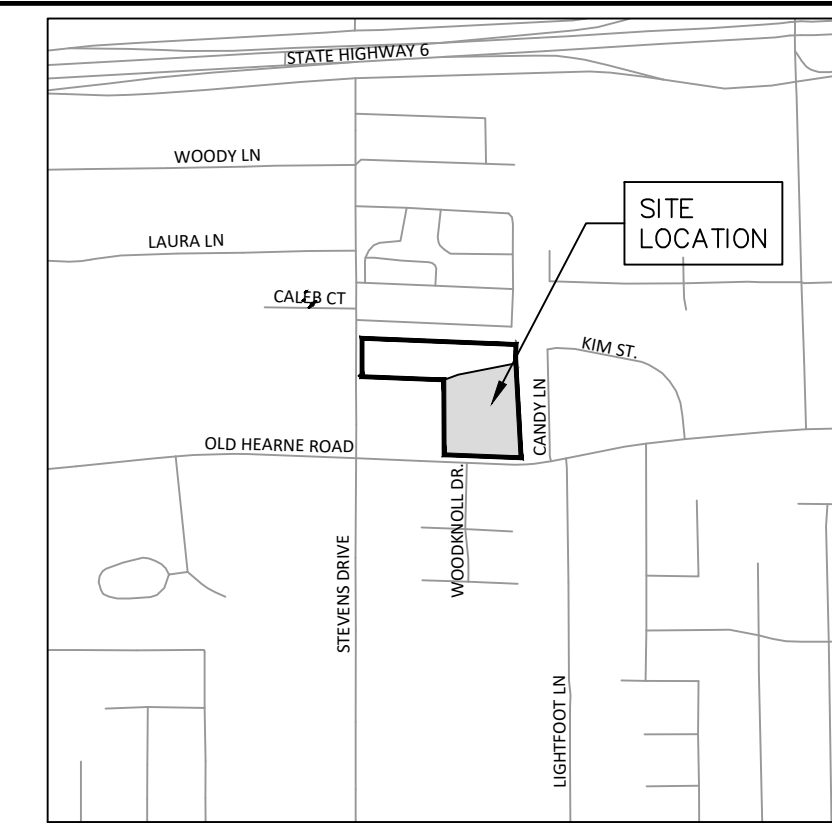 STATE HIGHWAY 6
WOODY LN
SITE
LOCATION
LAURA LN
CALEB CT
KIM ST.
CANDY LN
OLD HEARNE ROAD
WOODKNOLL DR.
STEVENS DRIVE
LIGHTFOOT LN